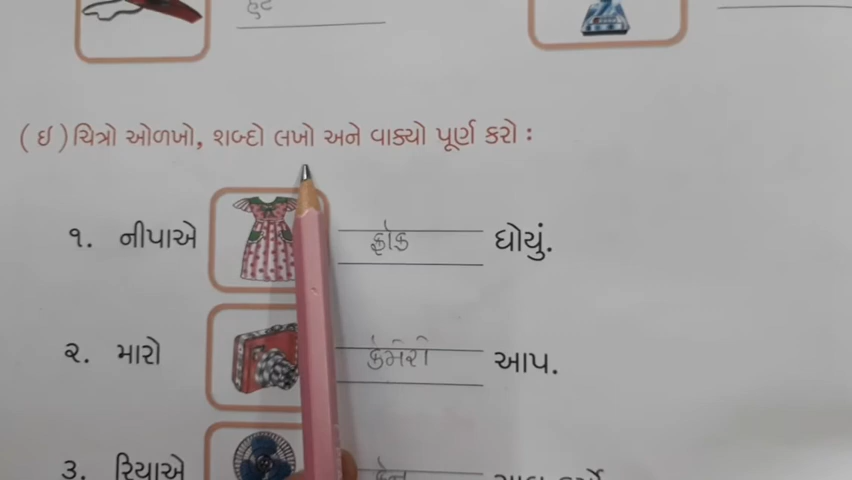 (ઈ) ચિત્રો ઓળખો, શબ્દો લખો અને વાક્યો પૂર્ણ કરો :
૧. નીપાએ ફ્રોક ધોયું.
૨. મારો કેમેરો આપ.
૩. રિયાએ